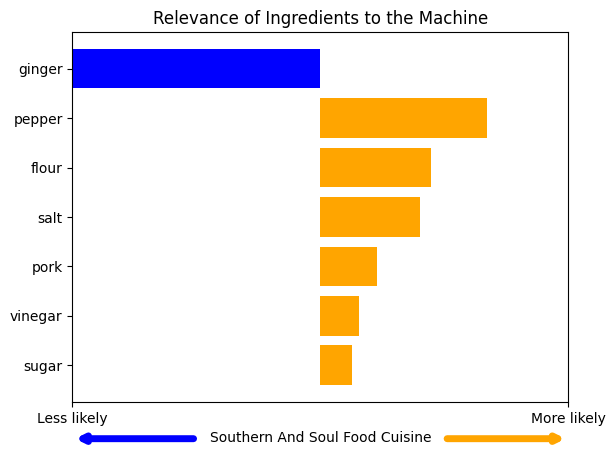 Relevance of Ingredients to the Machine
ginger
pepper
flour
salt
pork
vinegar
sugar
Less likely More likely
Southern And Soul Food Cuisine